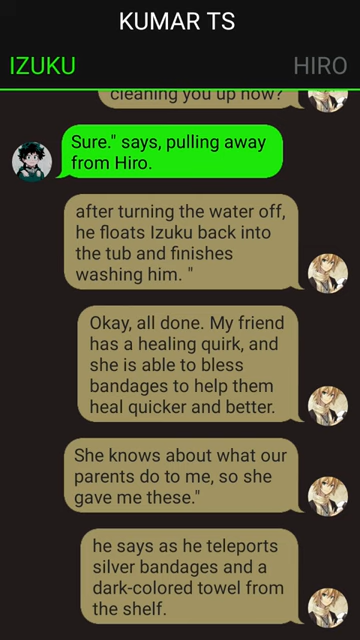 KUMAR TS
IZUKU HIRO
cleaning you up now?
Sure." says, pulling away
from Hiro.
after turning the water off,
he floats Izuku back into
the tub and finishes
washing him. "
Okay, all done. My friend
has a healing quirk, and
she is able to bless
bandages to help them
heal quicker and better.
She knows about what our
parents do to me, so she
gave me these."
he says as he teleports
silver bandages and a
dark-colored towel from
the shelf.